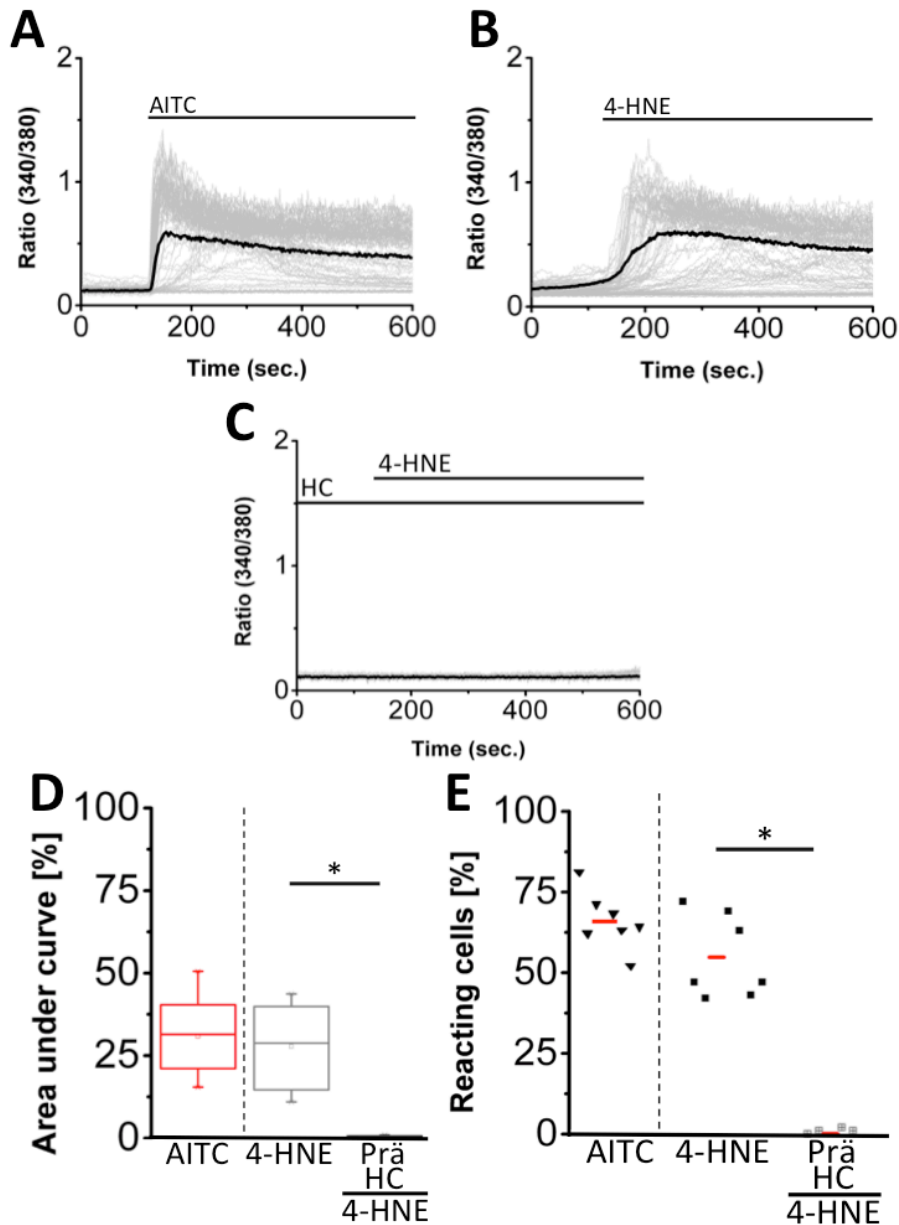 A
2
1
0
Ratio (340/380)
AITC
0 200 400 600
Time (sec.)
B
2
1
0
Ratio (340/380)
4-HNE
0 200 400 600
Time (sec.)
C
2
1
0
Ratio (340/380)
4-HNE
HC
0 200 400 600
Time (sec.)
D
100
75
50
25
0
Area under curve [%]
*
AITC 4-HNE Prä
HC
4-HNE
E
100
75
50
25
0
Reacting cells [%]
*
AITC 4-HNE Prä
HC
4-HNE